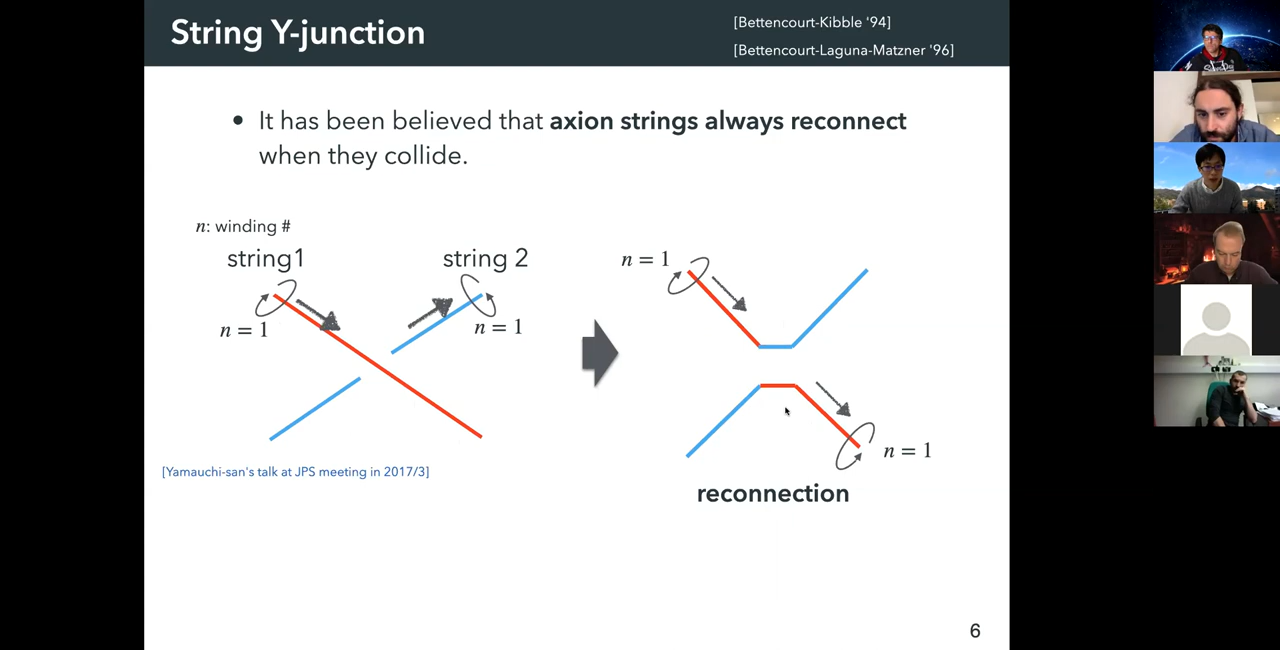 String Y-junction
[Bettencourt-Kibble '94]
[Bettencourt-Laguna-Matzner '96]
• It has been believed that axion strings always reconnect
when they collide.
n: winding #
string1
string 2
n = 1
n = 1
n = 1
n = 1
[Yamauchi-san's talk at JPS meeting in 2017/3]
reconnection
6